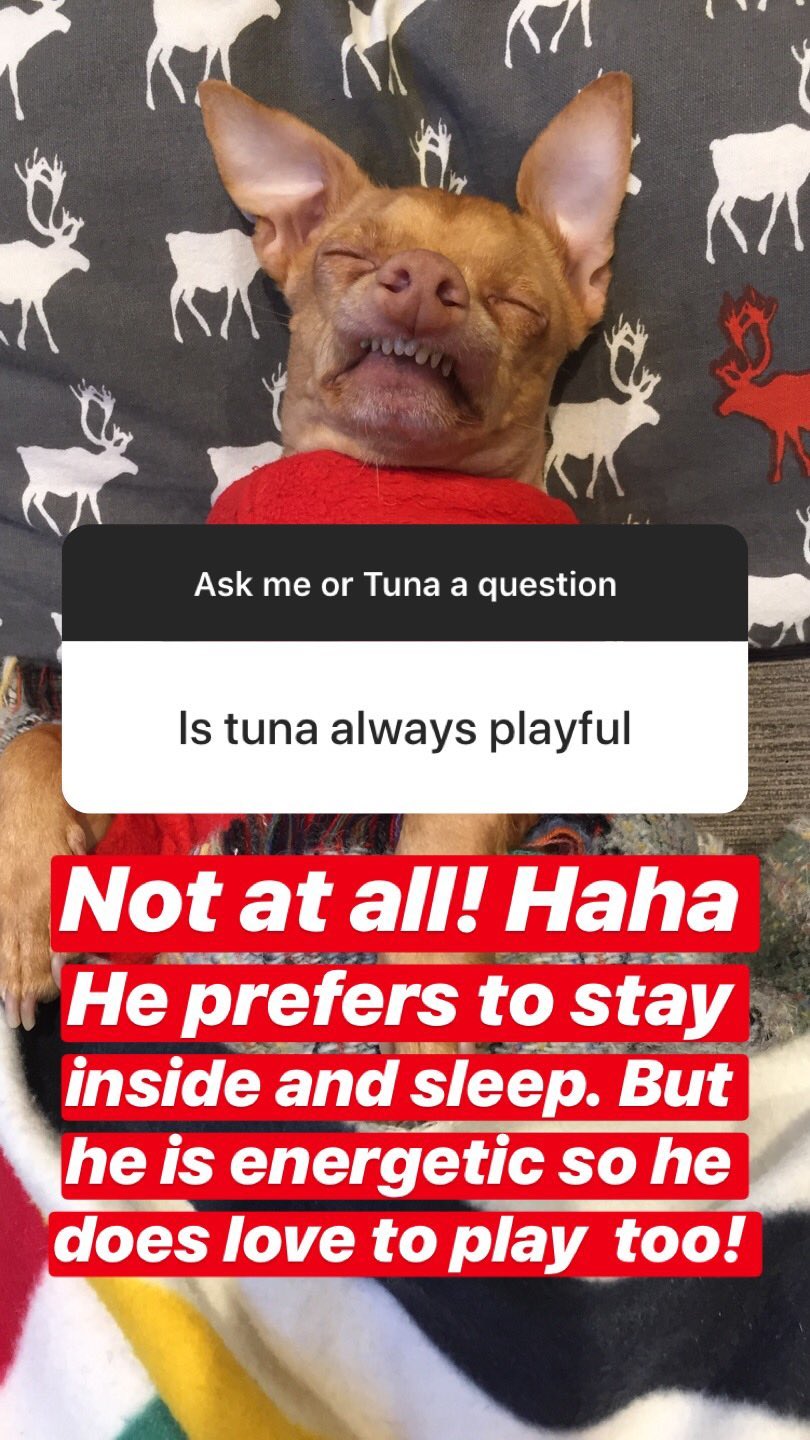 Ask me or Tuna a question
Is tuna always playful
Not at all! Haha
He prefers to stay
inside and sleep. But
he is energetic so he
does love to play  too!